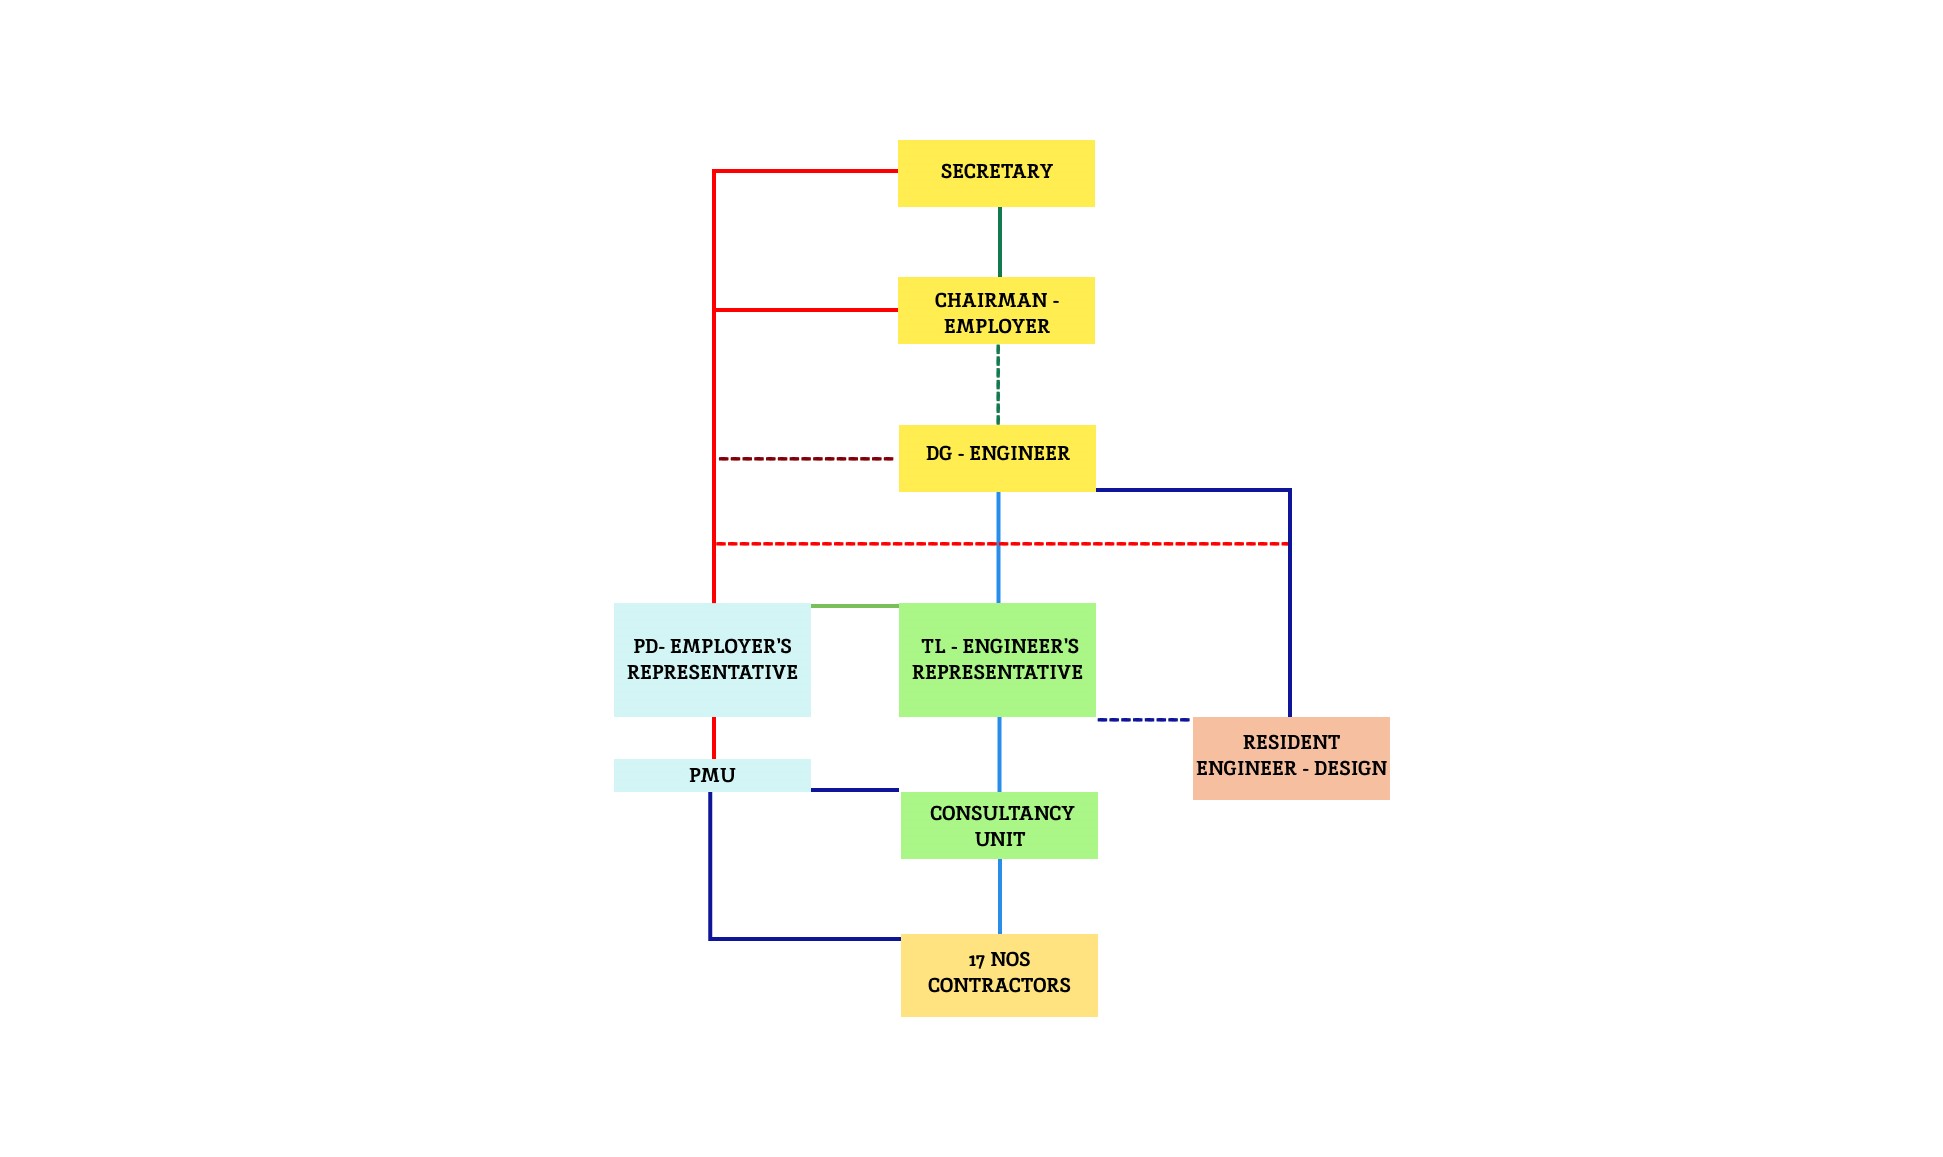 SECRETARY
CHAIRMAN -
EMPLOYER
DG - ENGINEER
PD- EMPLOYER'S
REPRESENTATIVE
TL - ENGINEER'S
REPRESENTATIVE
RESIDENT
ENGINEER - DESIGN
PMU
CONSULTANCY
UNIT
17 NOS
CONTRACTORS